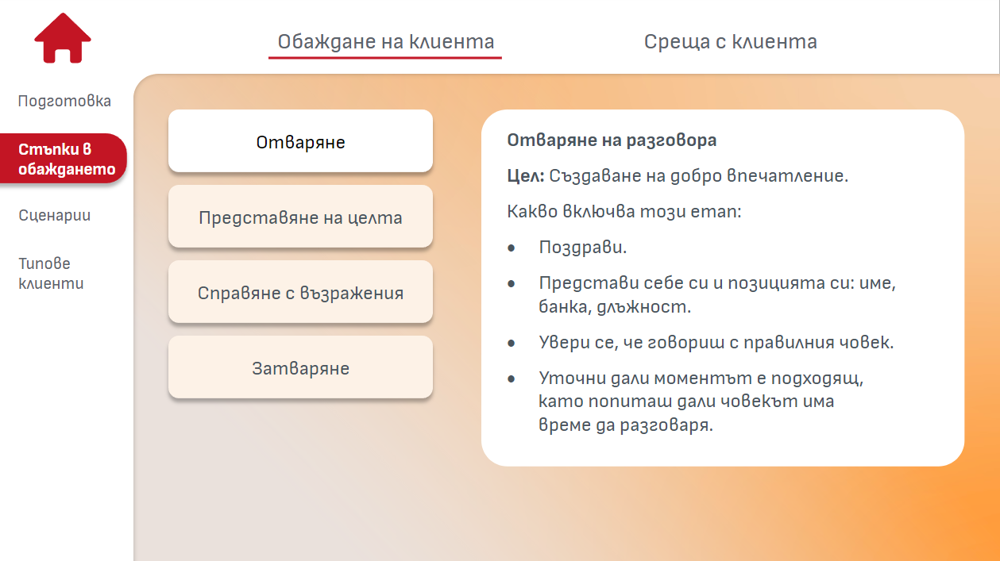 Обаждане на клиента
Среща с клиента
Подготовка
Стъпки в
обаждането
Сценарии
Типове
клиенти
Отваряне
Представяне на целта
Справяне с възражения
Затваряне
Отваряне на разговора
Цел: Създаване на добро впечатление.
Какво включва този етап:
• Поздрави.
• Представи себе си и позицията си: име,
банка, длъжност.
• Увери се, че говориш с правилния човек.
• Уточни дали моментът е подходящ,
като попиташ дали човекът има
време да разговаря.